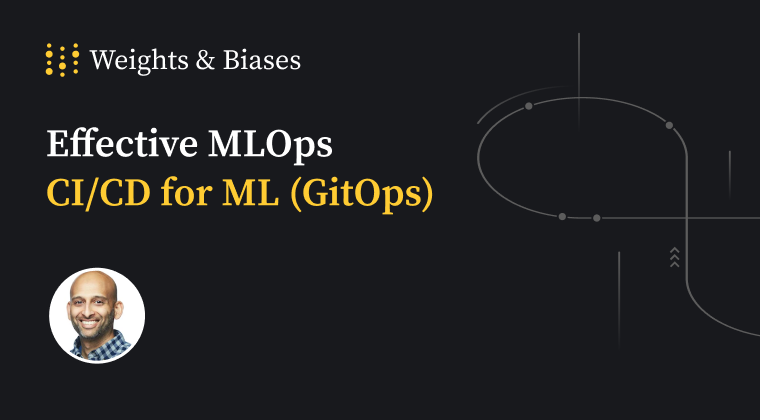 Weights & Biases
Effective MLOps
CI/CD for ML (GitOps)